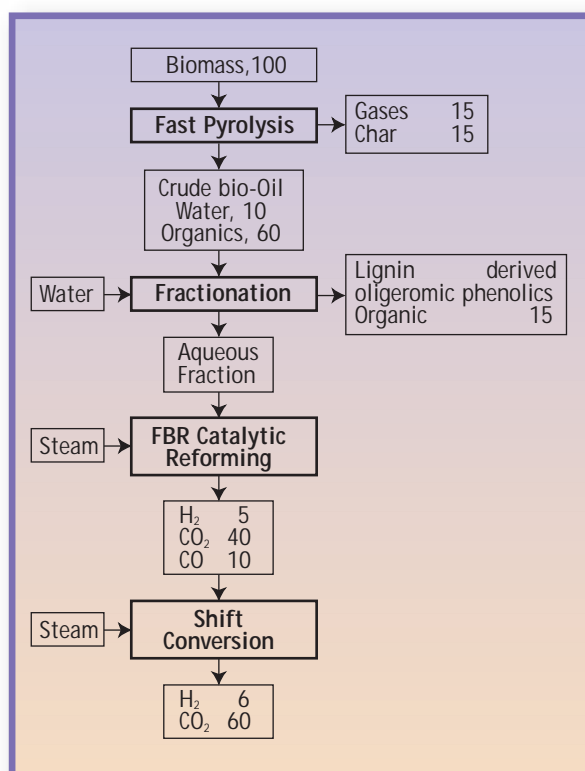 Biomass,100
Fast Pyrolysis
Gases 15
Char 15
Crude bio-Oil
Water, 10
Organics, 60
Water
Fractionation
Lignin derived
oligeromic phenolics
Organic 15
Aqueous
Fraction
Steam
FBR Catalytic
Reforming
H₂ 5
CO₂ 40
CO 10
Steam
Shift
Conversion
H₂ 6
CO₂ 60